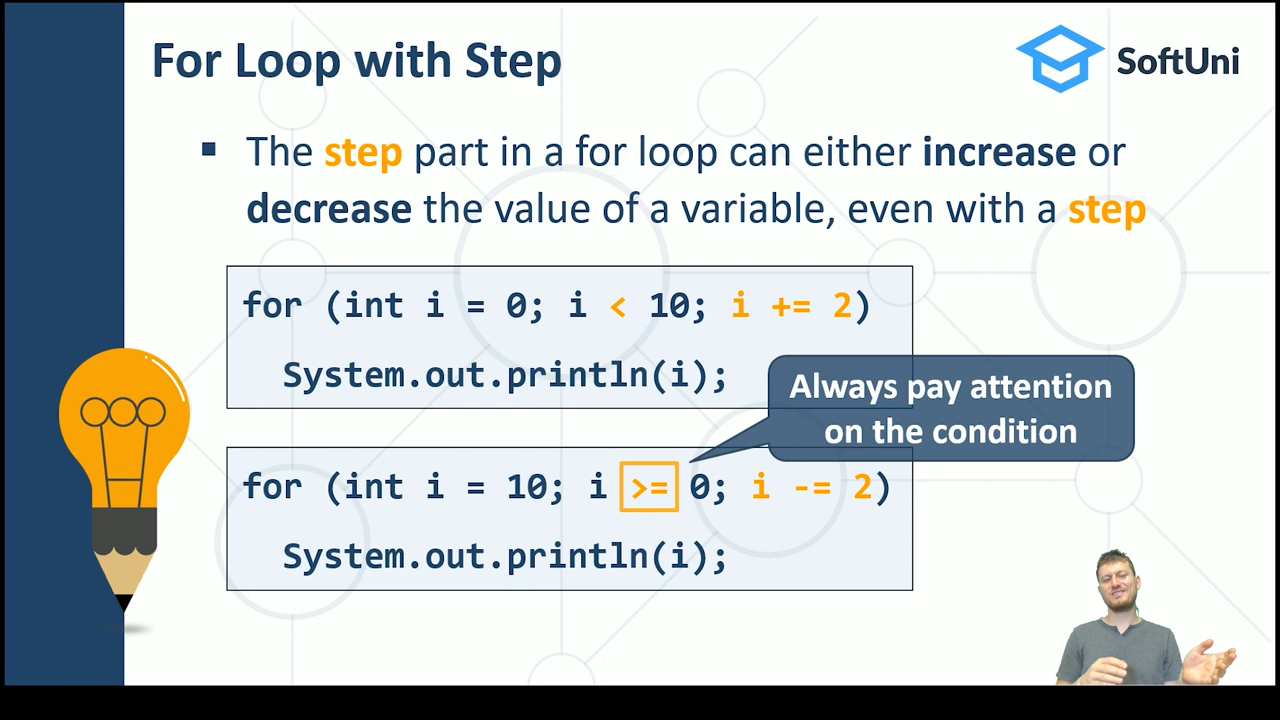 For Loop with Step
SoftUni
▪ The step part in a for loop can either increase or
decrease the value of a variable, even with a step
for (int i = 0; i < 10; i += 2)
System.out.println(i);
Always pay attention
on the condition
for (int i = 10; i >= 0; i -= 2)
System.out.println(i);